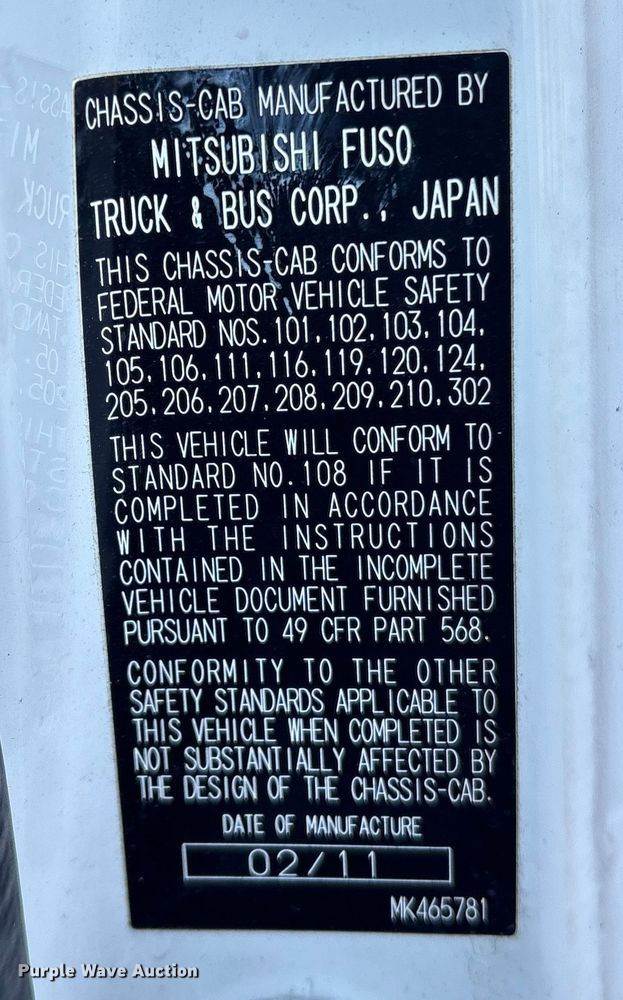 CHASSIS-CAB MANUFACTURED BY
MITSUBISHI FUSO
TRUCK & BUS CORP., JAPAN
THIS CHASSIS-CAB CONFORMS TO
FEDERAL MOTOR VEHICLE SAFETY
STANDARD NOS. 101, 102, 103, 104,
105, 106, 111, 116, 119, 120, 124,
205, 206, 207, 208, 209, 210, 302
THIS VEHICLE WILL CONFORM TO
STANDARD NO. 108 IF IT IS
COMPLETED IN ACCORDANCE
WITH THE INSTRUCTIONS
CONTAINED IN THE INCOMPLETE
VEHICLE DOCUMENT FURNISHED
PURSUANT TO 49 CFR PART 568.
CONFORMITY TO THE OTHER
SAFETY STANDARDS APPLICABLE TO
THIS VEHICLE WHEN COMPLETED IS
NOT SUBSTANTIALLY AFFECTED BY
THE DESIGN OF THE CHASSIS-CAB.
DATE OF MANUFACTURE
02/11
MK465781
Purple Wave Auction